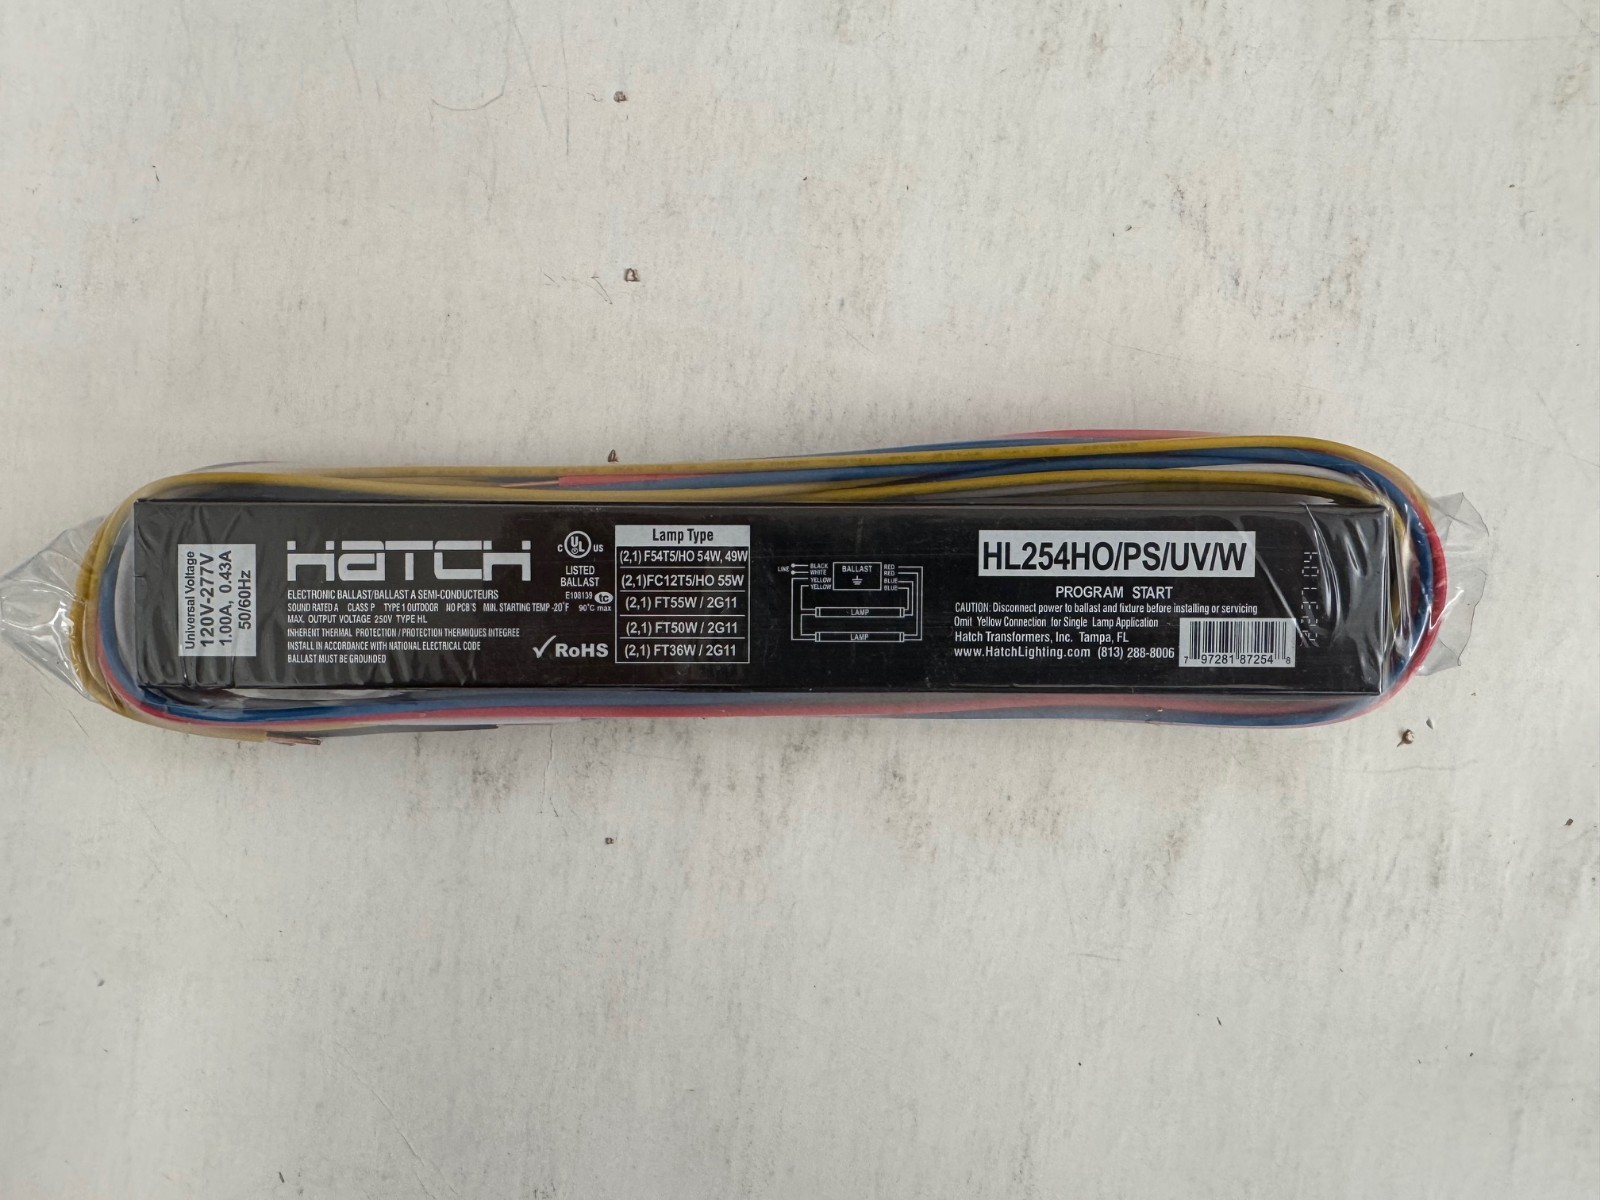 Universal Voltage
120V-277V
1.00A, 0.43A
50/60Hz
HATCH
ELECTRONIC BALLAST/BALLAST A SEMI-CONDUCTEURS
SOUND RATED A CLASS P TYPE 1 OUTDOOR NO PCB'S MIN. STARTING TEMP -20°F
MAX. OUTPUT VOLTAGE 250V TYPE HL
INHERENT THERMAL PROTECTION / PROTECTION THERMIQUES INTEGREE
INSTALL IN ACCORDANCE WITH NATIONAL ELECTRICAL CODE
BALLAST MUST BE GROUNDED
C UL US
LISTED
BALLAST
E108139 tc
90°C max
RoHS
Lamp Type
(2,1) F54T5/HO 54W, 49W
(2,1)FC12T5/HO 55W
(2,1) FT55W / 2G11
(2,1) FT50W / 2G11
(2,1) FT36W / 2G11
LINE
BLACK
WHITE
YELLOW
YELLOW
BALLAST
RED
RED
BLUE
BLUE
LAMP
LAMP
HL254HO/PS/UV/W
PROGRAM START
CAUTION: Disconnect power to ballast and fixture before installing or servicing
Omit Yellow Connection for Single Lamp Application
Hatch Transformers, Inc. Tampa, FL
www.HatchLighting.com (813) 288-8006
7 97281 87254 8